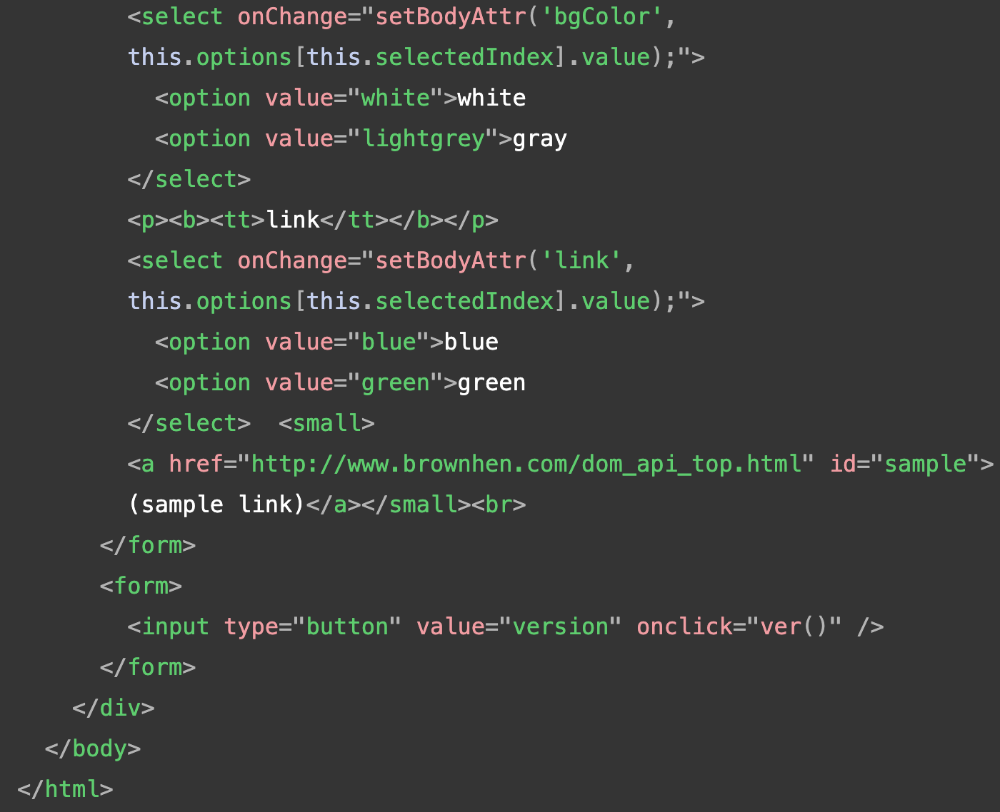 <select onChange="setBodyAttr('bgColor',
this.options[this.selectedIndex].value);">
<option value="white">white
<option value="lightgrey">gray
</select>
<p><b><tt>link</tt></b></p>
<select onChange="setBodyAttr('link',
this.options[this.selectedIndex].value);">
<option value="blue">blue
<option value="green">green
</select>  <small>
<a href="http://www.brownhen.com/dom_api_top.html" id="sample">
(sample link)</a></small><br>
</form>
<form>
<input type="button" value="version" onclick="ver()" />
</form>
</div>
</body>
</html>